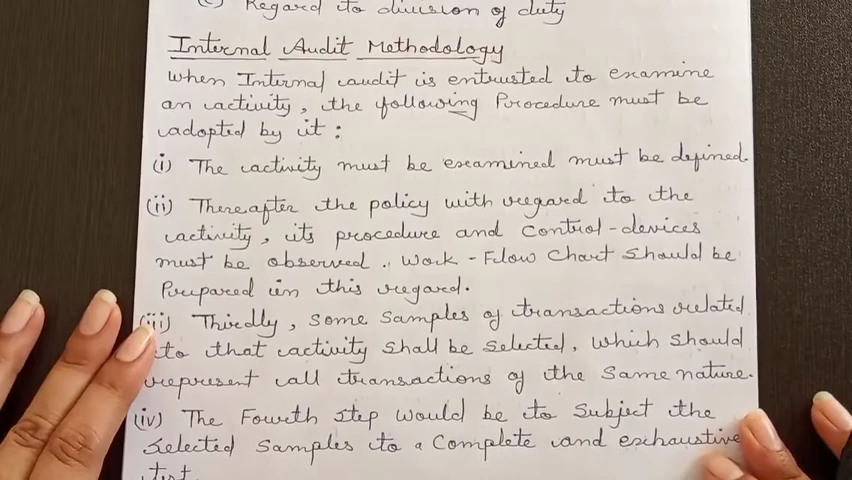 (c) Regard to division of duty
Internal Audit Methodology
When Internal audit is entrusted to examine
an activity, the following Procedure must be
adopted by it :
(i) The activity must be examined must be defined.
(ii) Thereafter the policy with regard to the
activity, its procedure and control-devices
must be observed. Work-Flow Chart Should be
Prepared in this regard.
(iii) Thirdly, some samples of transactions related
to that activity shall be selected, which should
represent all transactions of the same nature.
(iv) The Fourth step would be to Subject the
selected samples to a complete and exhaustive
test.